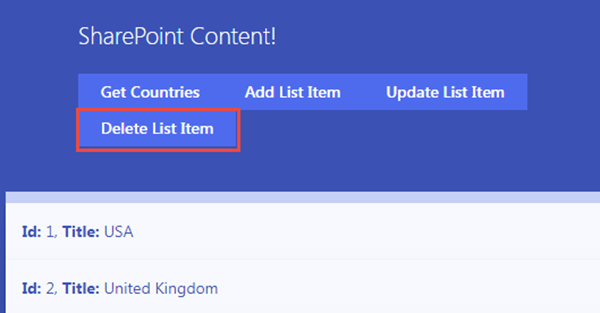 SharePoint Content!
Get Countries Add List Item Update List Item
Delete List Item
Id: 1, Title: USA
Id: 2, Title: United Kingdom